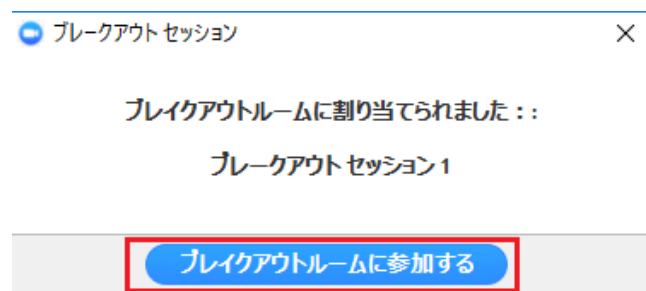 ブレークアウト セッション
ブレイクアウトルームに割り当てられました：:
ブレークアウト セッション 1
ブレイクアウトルームに参加する